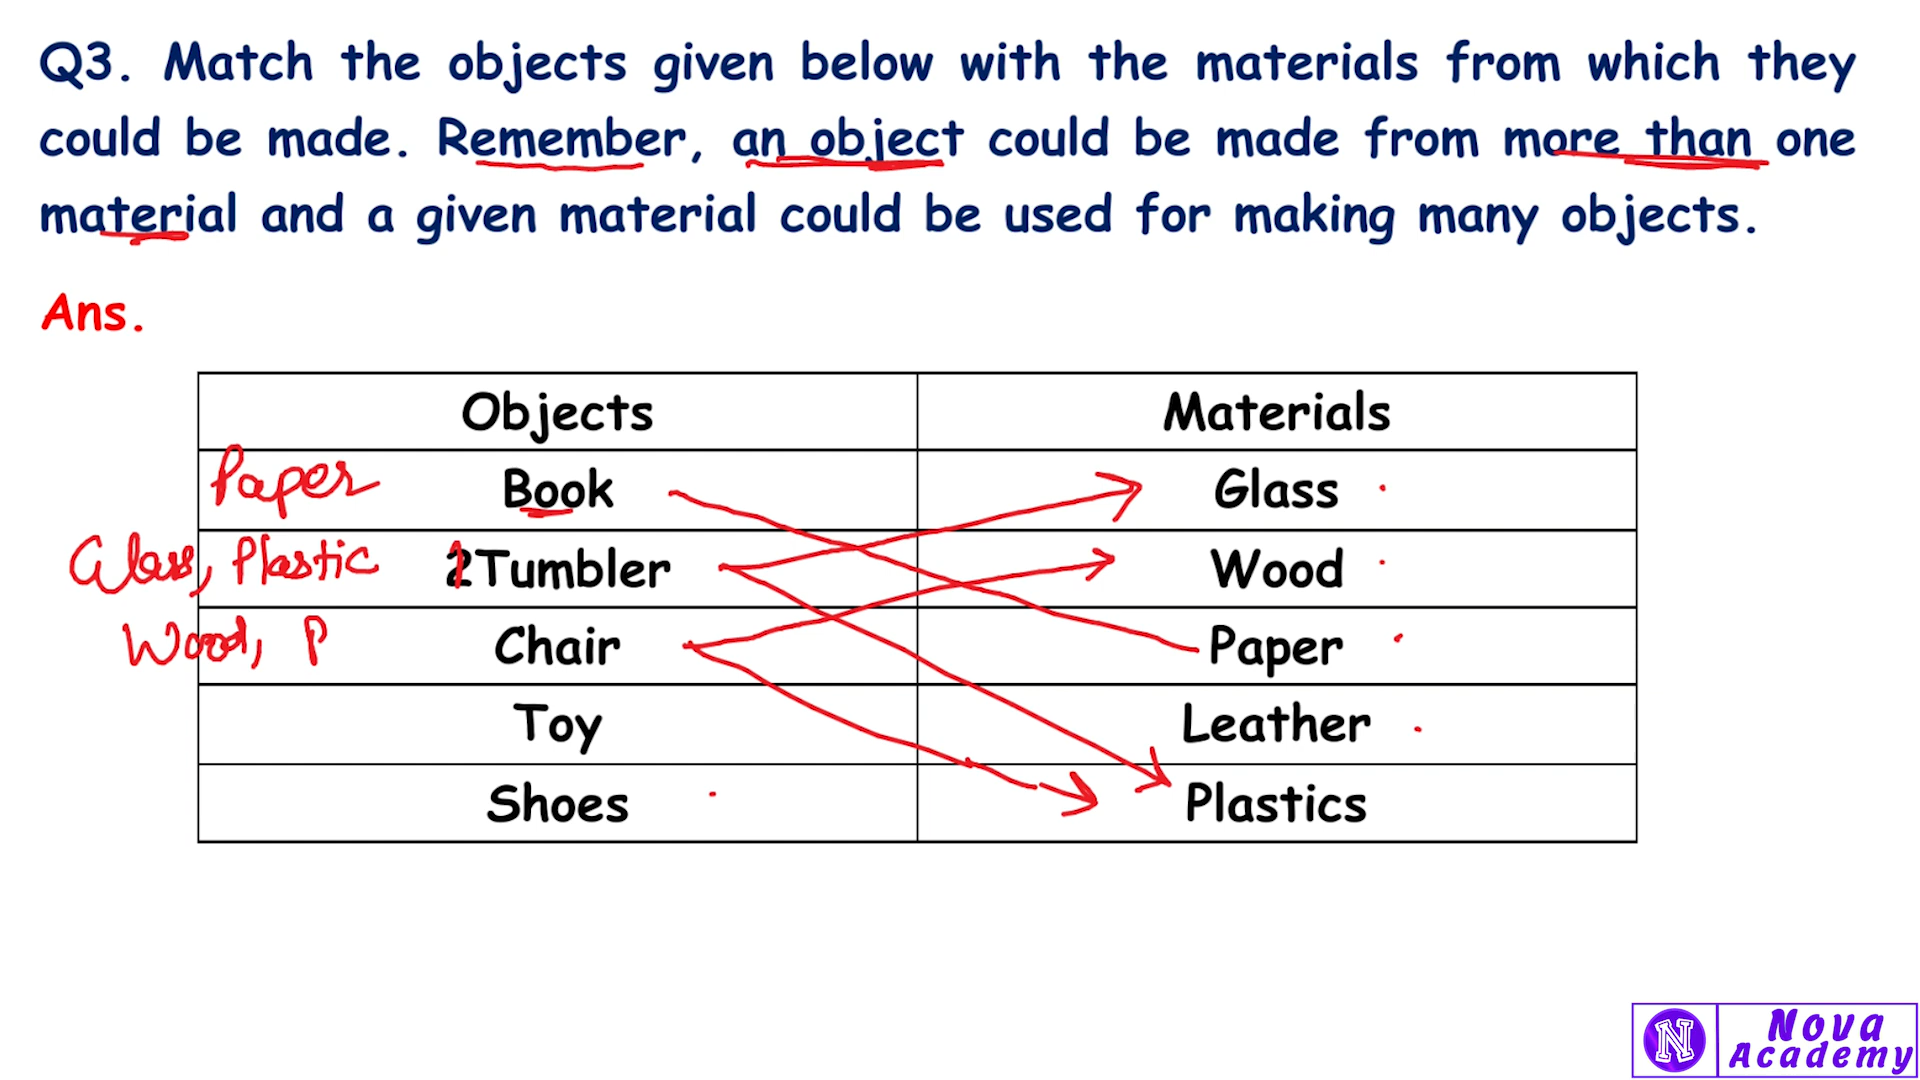 Q3. Match the objects given below with the materials from which they
could be made. Remember, an object could be made from more than one
material and a given material could be used for making many objects.
Ans.
Objects Materials
Paper Book Glass
Glass, Plastic 2Tumbler Wood
Wood, P Chair Paper
Toy Leather
Shoes Plastics
N Nova
Academy